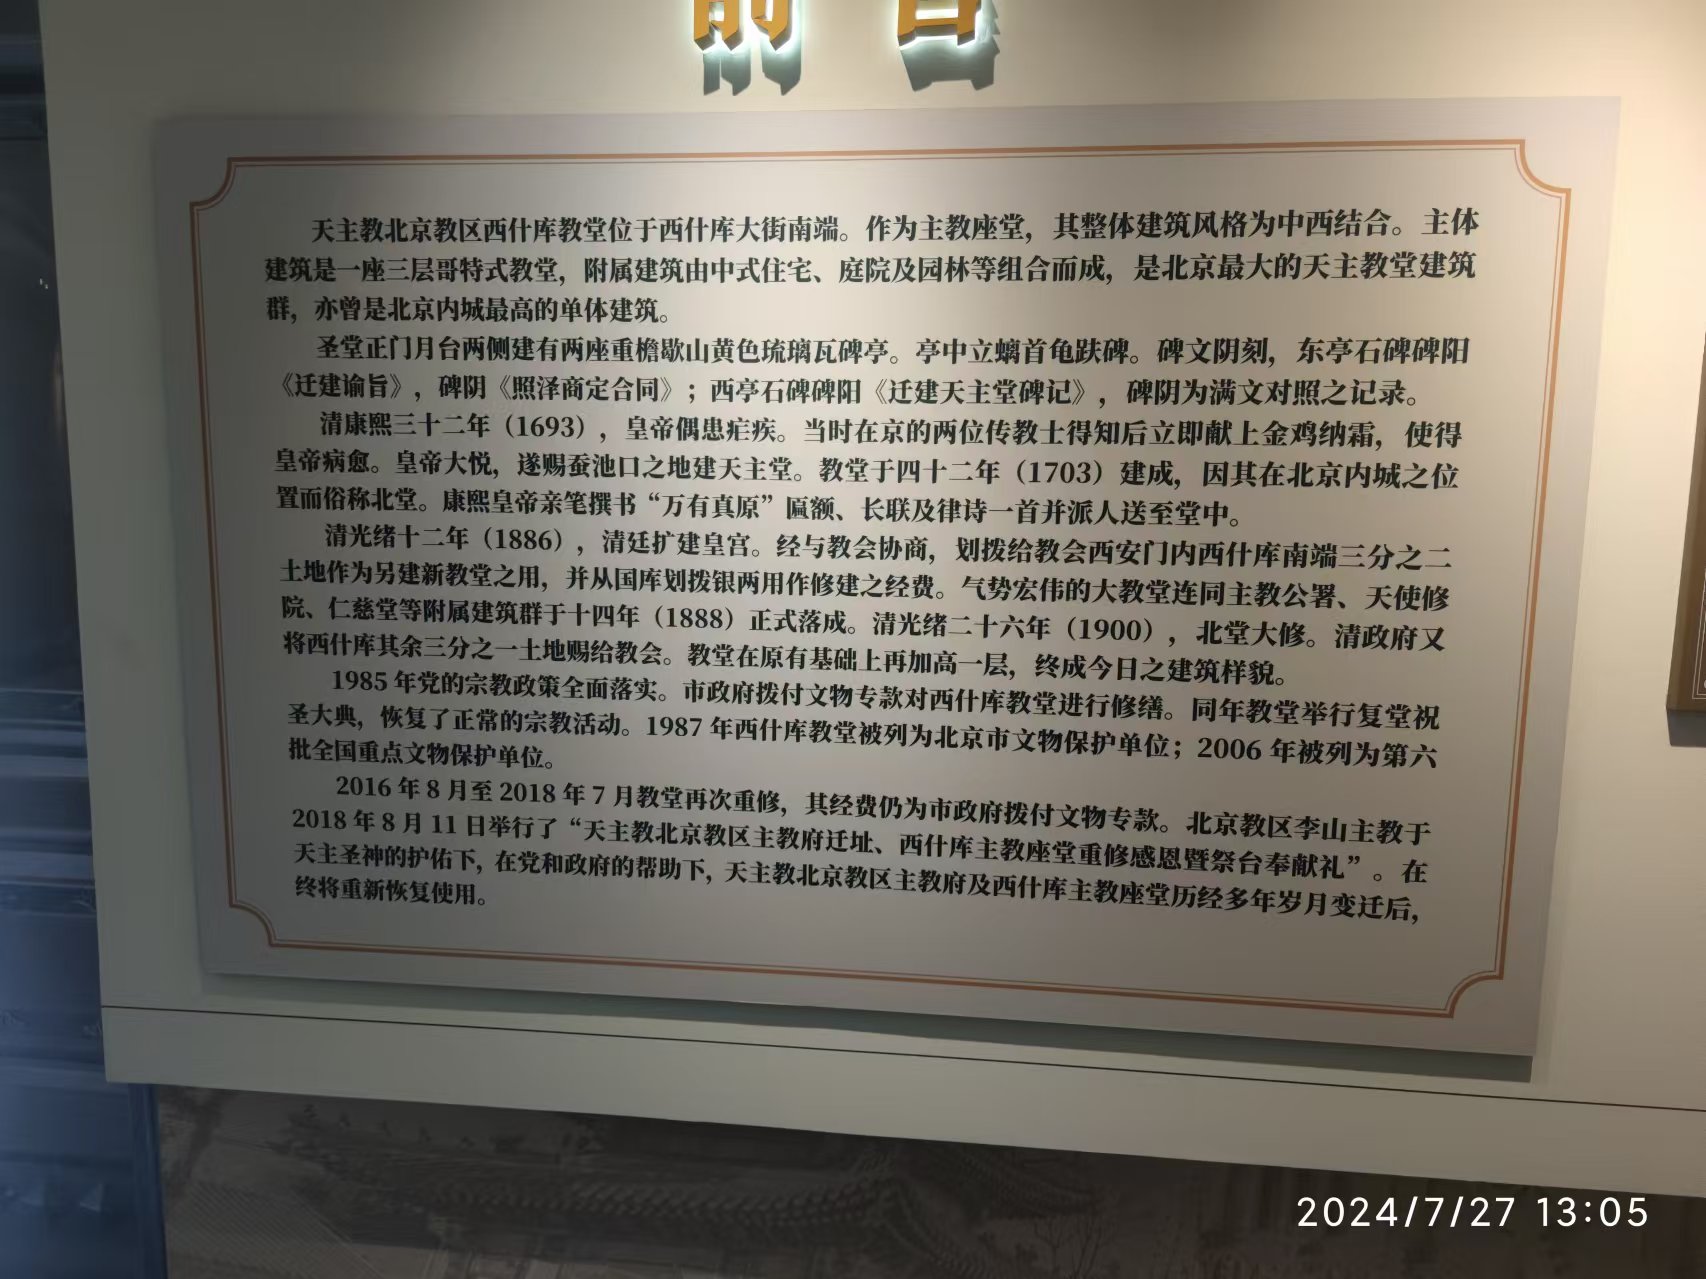 前言
天主教北京教区西什库教堂位于西什库大街南端。作为主教座堂，其整体建筑风格为中西结合。主体
建筑是一座三层哥特式教堂，附属建筑由中式住宅、庭院及园林等组合而成，是北京最大的天主教堂建筑
群，亦曾是北京内城最高的单体建筑。
圣堂正门月台两侧建有两座重檐歇山黄色琉璃瓦碑亭。亭中立螭首龟趺碑。碑文阴刻，东亭石碑碑阳
《迁建谕旨》，碑阴《照泽商定合同》；西亭石碑碑阳《迁建天主堂碑记》，碑阴为满文对照之记录。
清康熙三十二年（1693），皇帝偶患疟疾。当时在京的两位传教士得知后立即献上金鸡纳霜，使得
皇帝病愈。皇帝大悦，遂赐蚕池口之地建天主堂。教堂于四十二年（1703）建成，因其在北京内城之位
置而俗称北堂。康熙皇帝亲笔撰书“万有真原”匾额、长联及律诗一首并派人送至堂中。
清光绪十二年（1886），清廷扩建皇宫。经与教会协商，划拨给教会西安门内西什库南端三分之二
土地作为另建新教堂之用，并从国库划拨银两用作修建之经费。气势宏伟的大教堂连同主教公署、天使修
院、仁慈堂等附属建筑群于十四年（1888）正式落成。清光绪二十六年（1900），北堂大修。清政府又
将西什库其余三分之一土地赐给教会。教堂在原有基础上再加高一层，终成今日之建筑样貌。
1985年党的宗教政策全面落实。市政府拨付文物专款对西什库教堂进行修缮。同年教堂举行复堂祝
圣大典，恢复了正常的宗教活动。1987年西什库教堂被列为北京市文物保护单位；2006年被列为第六
批全国重点文物保护单位。
2016年8月至2018年7月教堂再次重修，其经费仍为市政府拨付文物专款。北京教区李山主教于
2018年8月11日举行了“天主教北京教区主教府迁址、西什库主教座堂重修感恩暨祭台奉献礼”。在
天主圣神的护佑下，在党和政府的帮助下，天主教北京教区主教府及西什库主教座堂历经多年岁月变迁后，
终将重新恢复使用。
2024/7/27 13:05